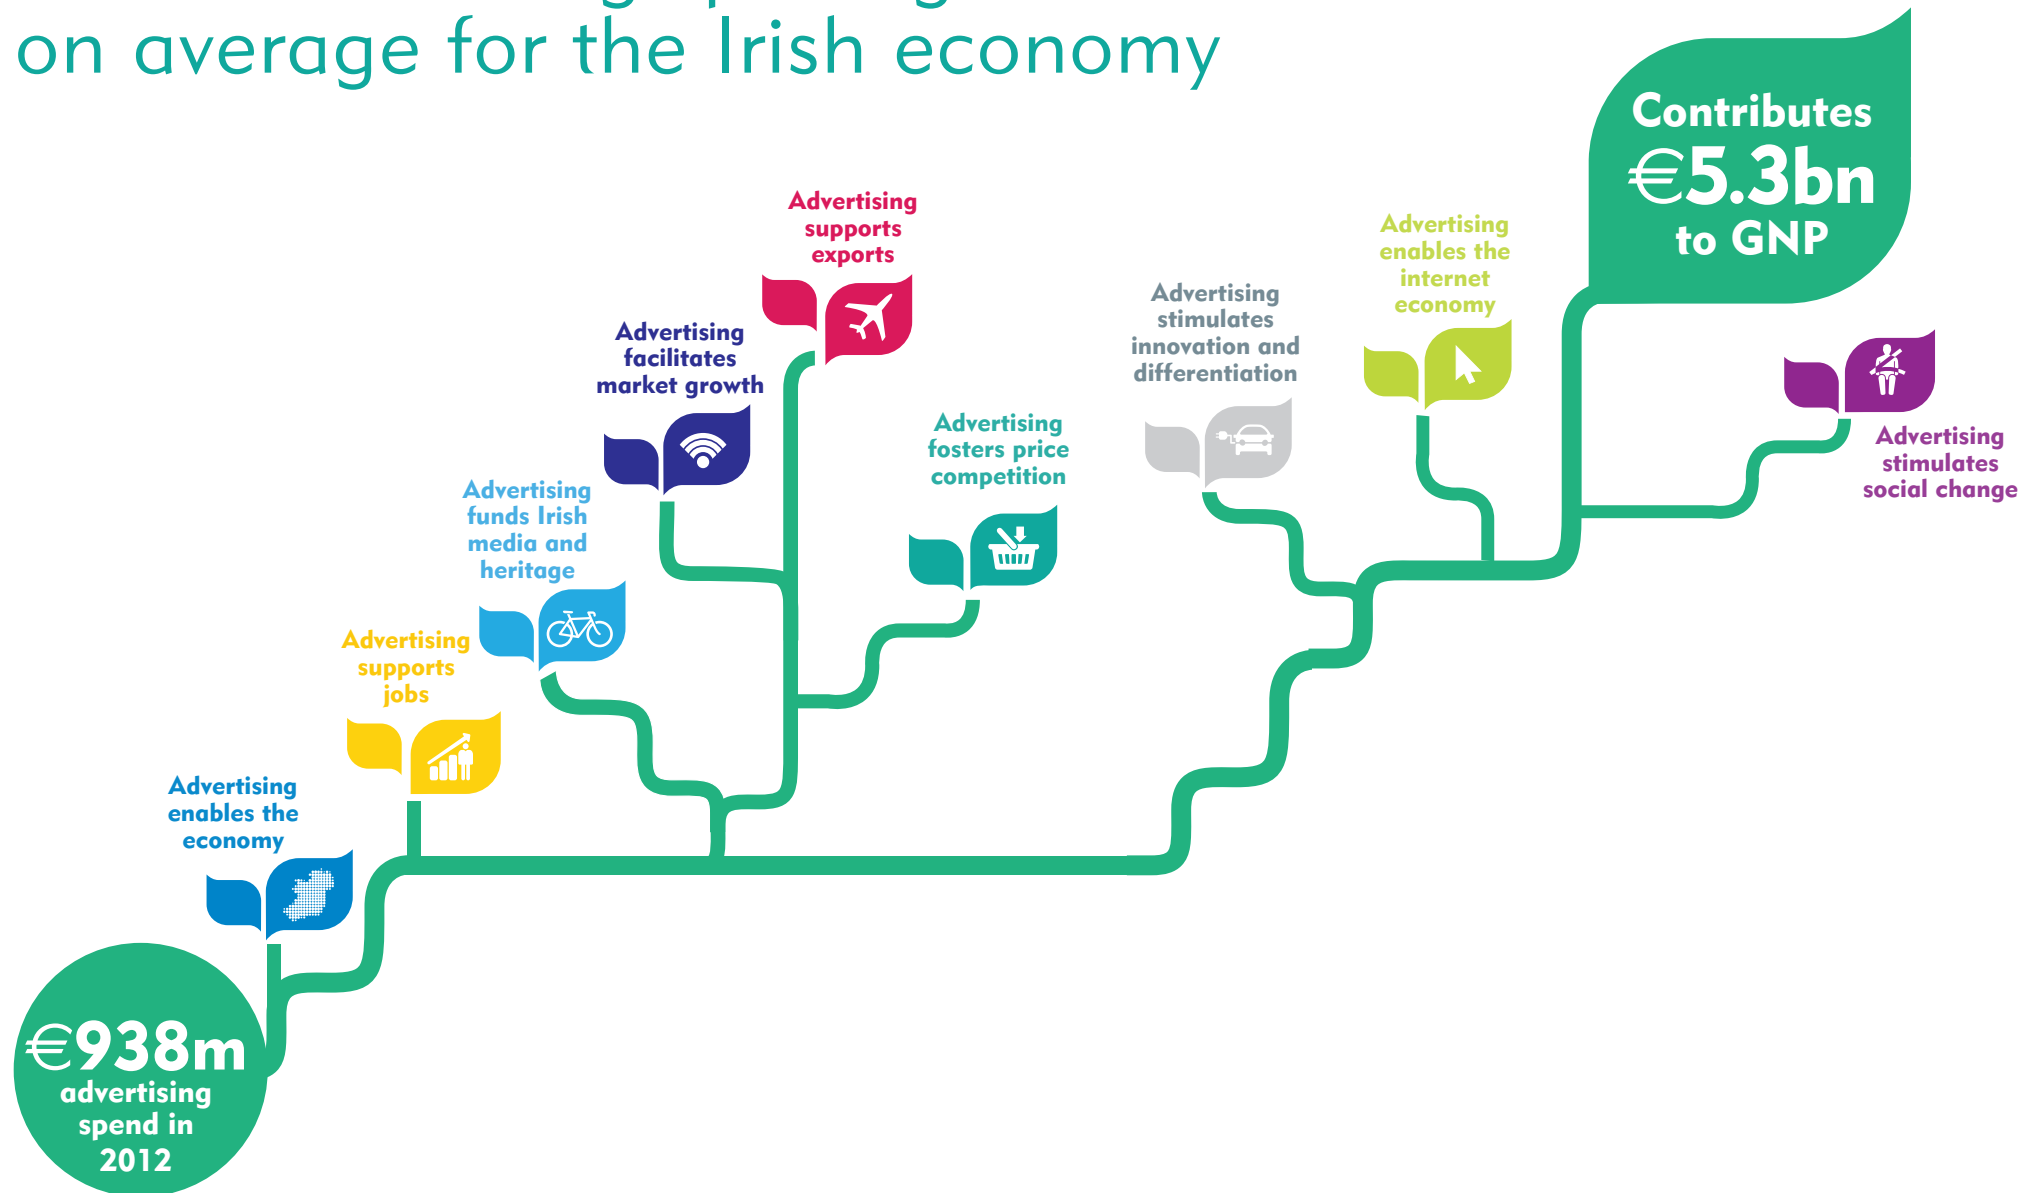 on average for the Irish economy
Contributes
€5.3bn
to GNP
Advertising
supports
exports
Advertising
enables the
internet
economy
Advertising
stimulates
innovation and
differentiation
Advertising
facilitates
market growth
Advertising
fosters price
competition
Advertising
stimulates
social change
Advertising
funds Irish
media and
heritage
Advertising
supports
jobs
Advertising
enables the
economy
€938m
advertising
spend in
2012